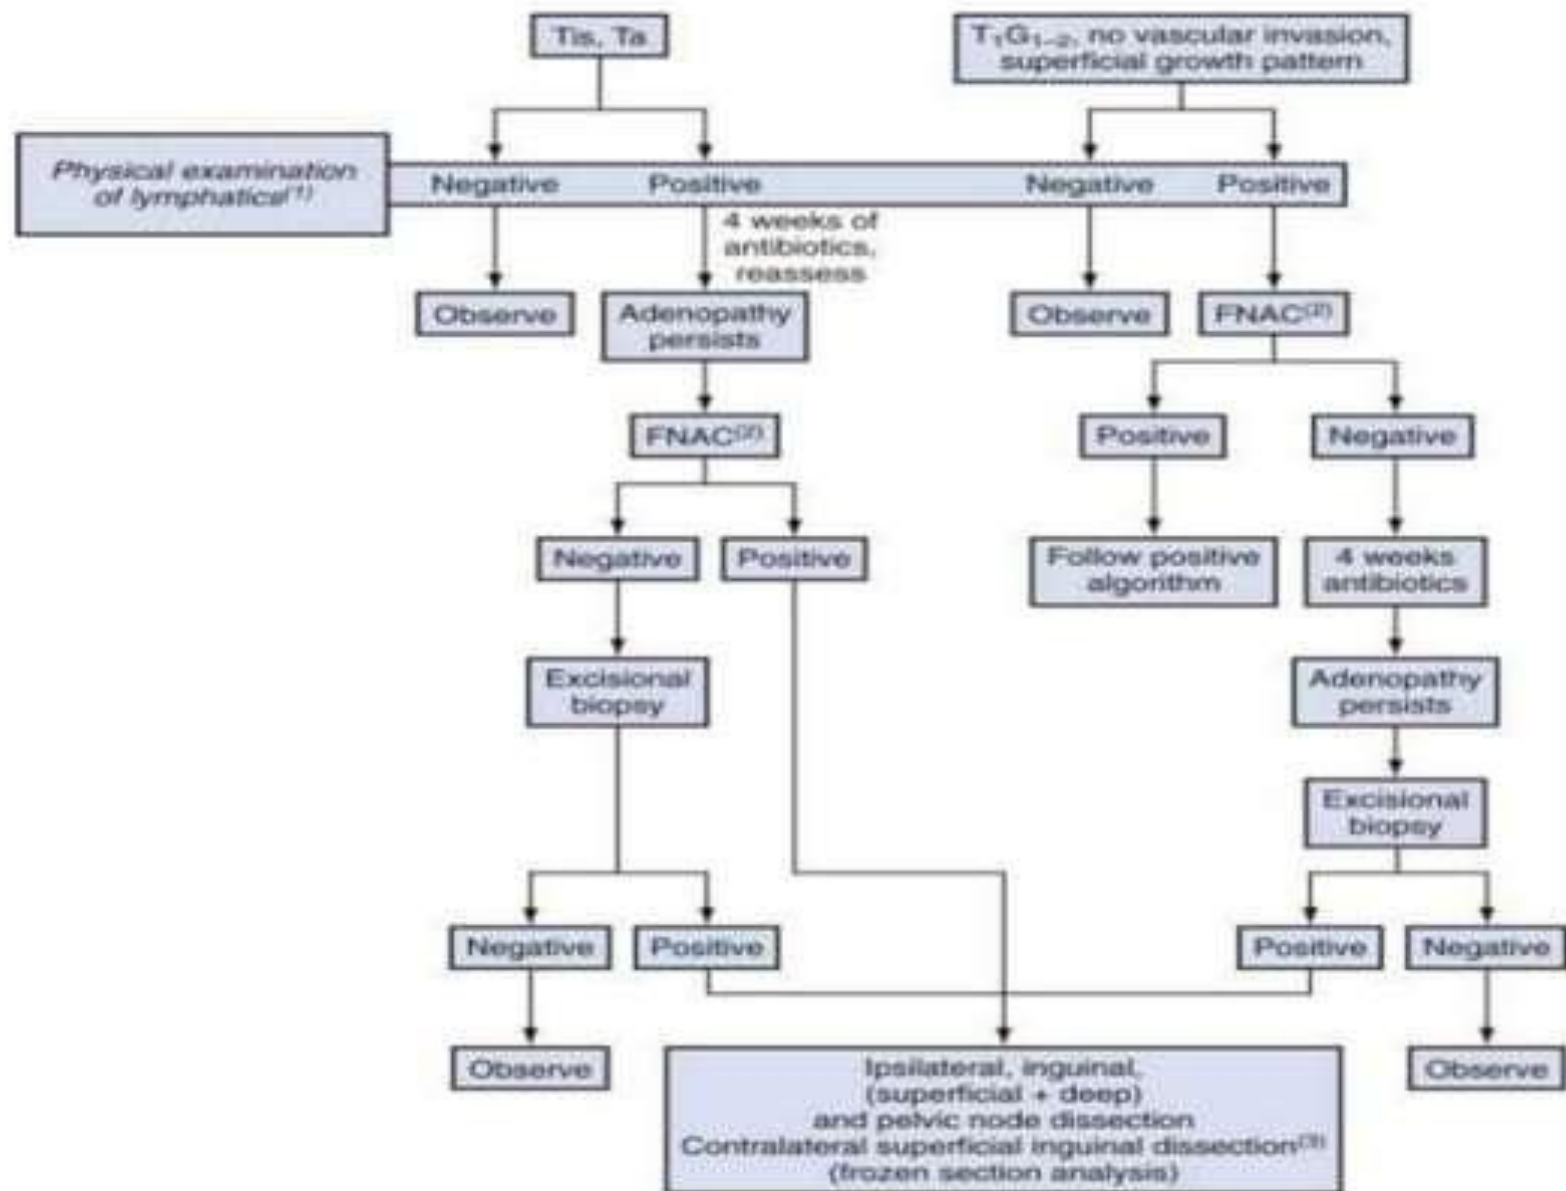 Tis, Ta
T₁G₁₋₂, no vascular invasion,
superficial growth pattern
Physical examination
of lymphatics⁽¹⁾
Negative
Positive
Negative
Positive
4 weeks of
antibiotics,
reassess
Observe
Adenopathy
persists
Observe
FNAC⁽²⁾
FNAC⁽²⁾
Positive
Negative
Negative
Positive
Follow positive
algorithm
4 weeks
antibiotics
Excisional
biopsy
Adenopathy
persists
Excisional
biopsy
Negative
Positive
Positive
Negative
Observe
Ipsilateral, inguinal,
(superficial + deep)
and pelvic node dissection
Contralateral superficial inguinal dissection⁽³⁾
(frozen section analysis)
Observe